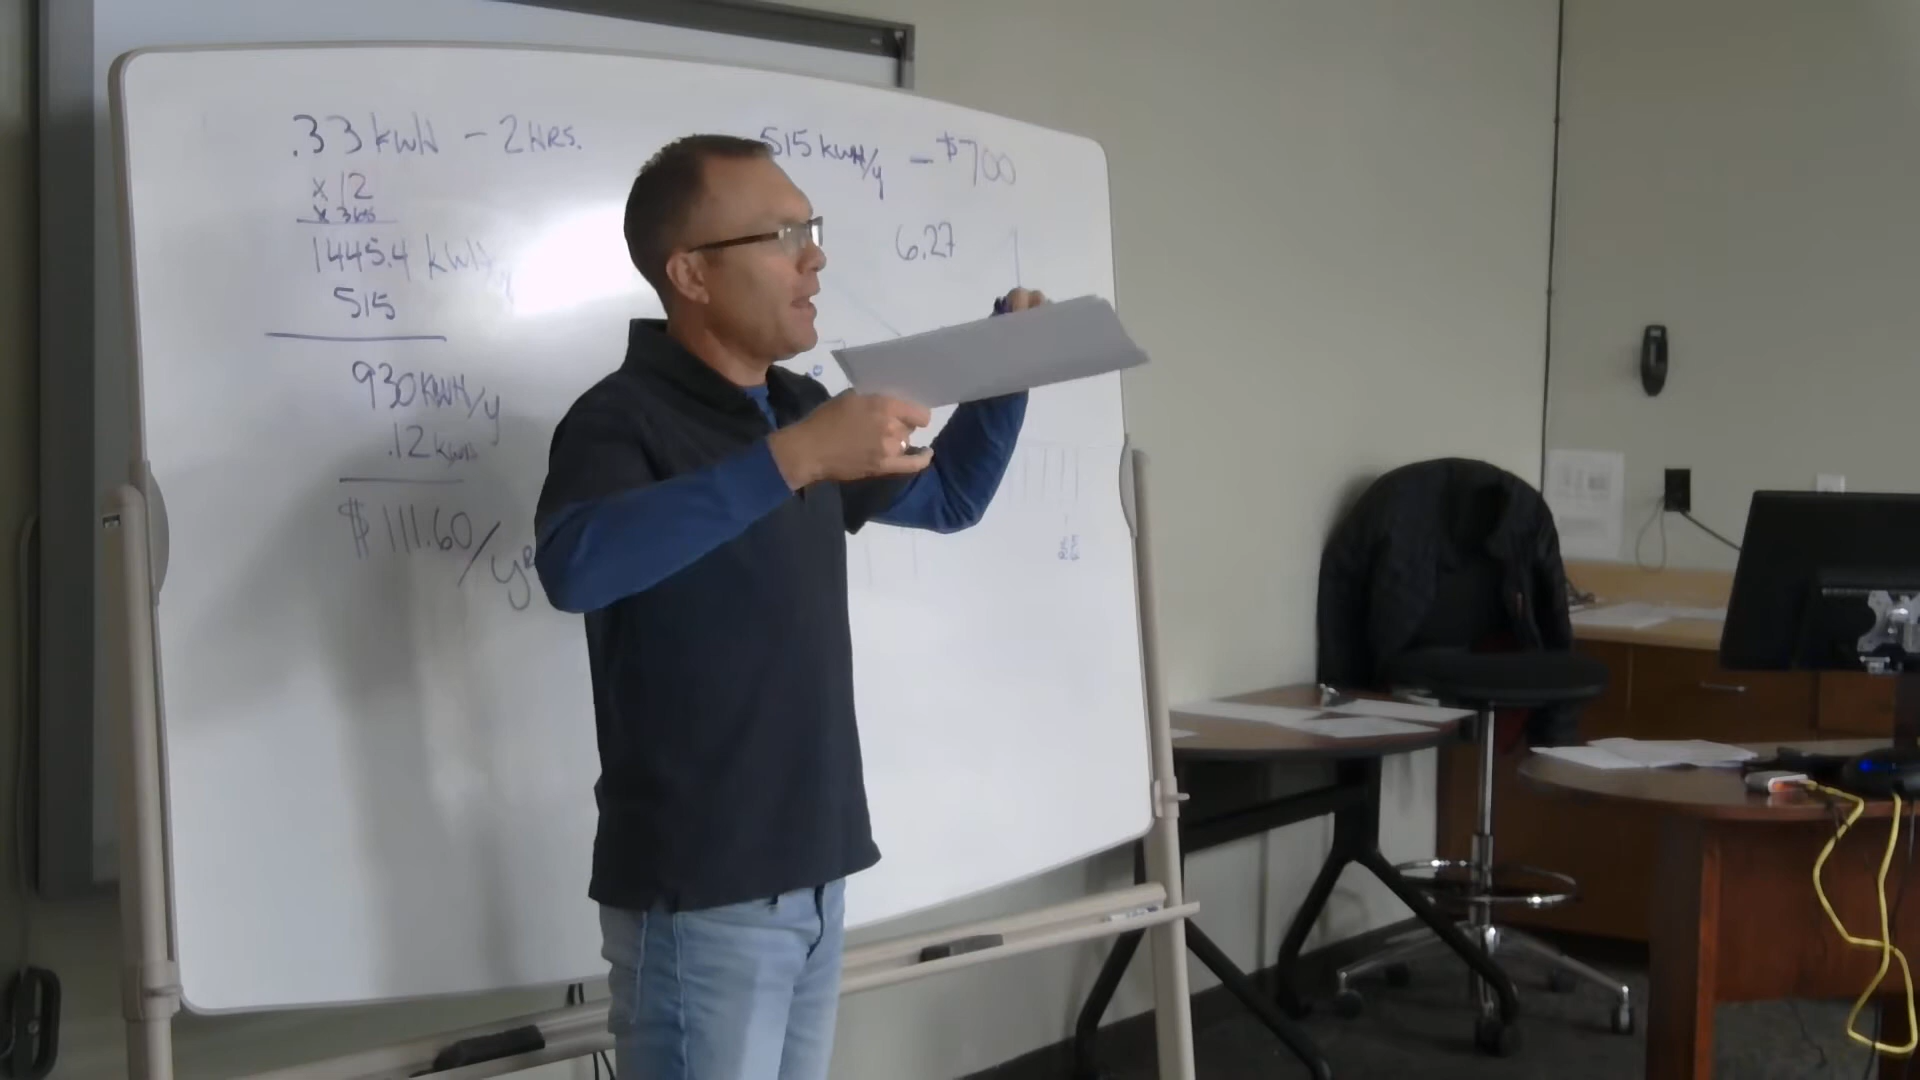 .33 kwH - 2 HRS.
x 12
x 365
1445.4 kwH
515
930 KWH/y
.12 kwH
$111.60/yR
515 kwH/y - $700
6.27